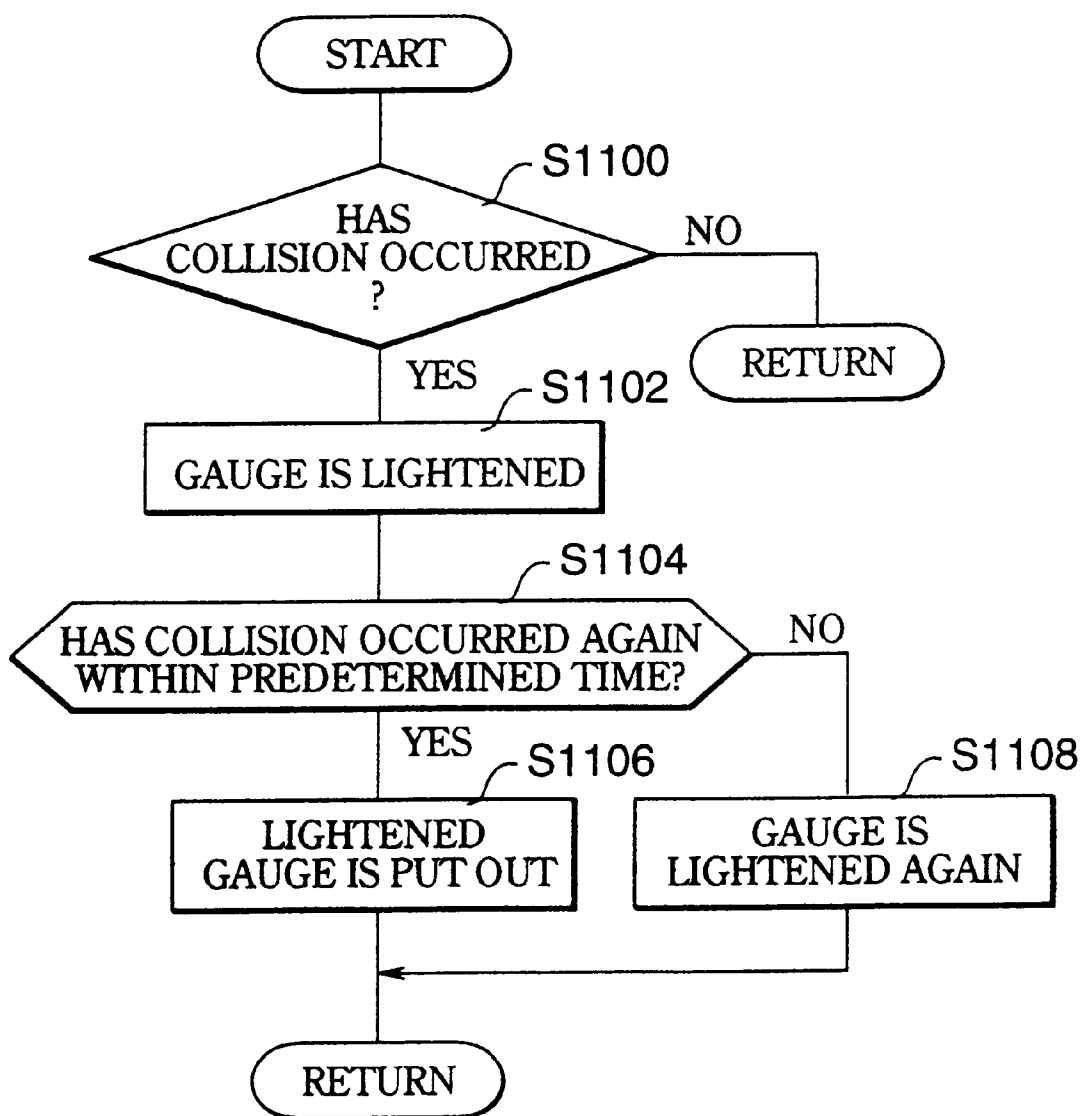 START
S1100
HAS
COLLISION OCCURRED
?
NO
RETURN
YES
S1102
GAUGE IS LIGHTENED
S1104
HAS COLLISION OCCURRED AGAIN
WITHIN PREDETERMINED TIME?
NO
YES
S1106
LIGHTENED
GAUGE IS PUT OUT
S1108
GAUGE IS
LIGHTENED AGAIN
RETURN